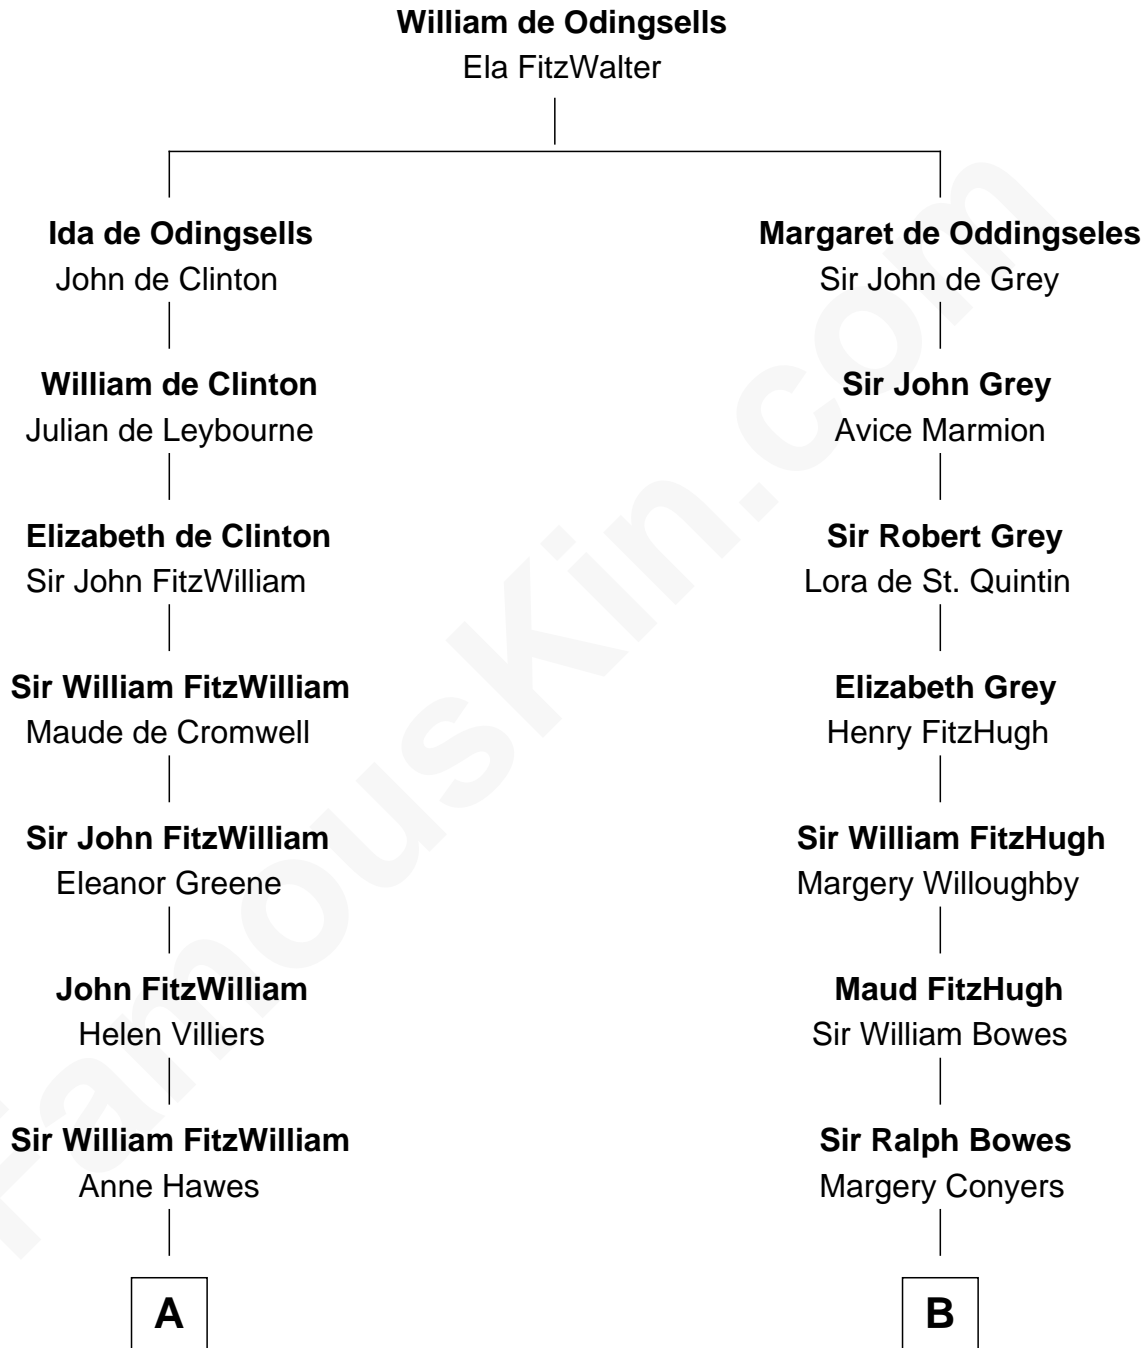 William de Odingsells
Ela FitzWalter
Ida de Odingsells
John de Clinton
William de Clinton
Julian de Leybourne
Elizabeth de Clinton
Sir John FitzWilliam
Sir William FitzWilliam
Maude de Cromwell
Sir John FitzWilliam
Eleanor Greene
John FitzWilliam
Helen Villiers
Sir William FitzWilliam
Anne Hawes
A
Margaret de Oddingseles
Sir John de Grey
Sir John Grey
Avice Marmion
Sir Robert Grey
Lora de St. Quintin
Elizabeth Grey
Henry FitzHugh
Sir William FitzHugh
Margery Willoughby
Maud FitzHugh
Sir William Bowes
Sir Ralph Bowes
Margery Conyers
B
FamousKin.com